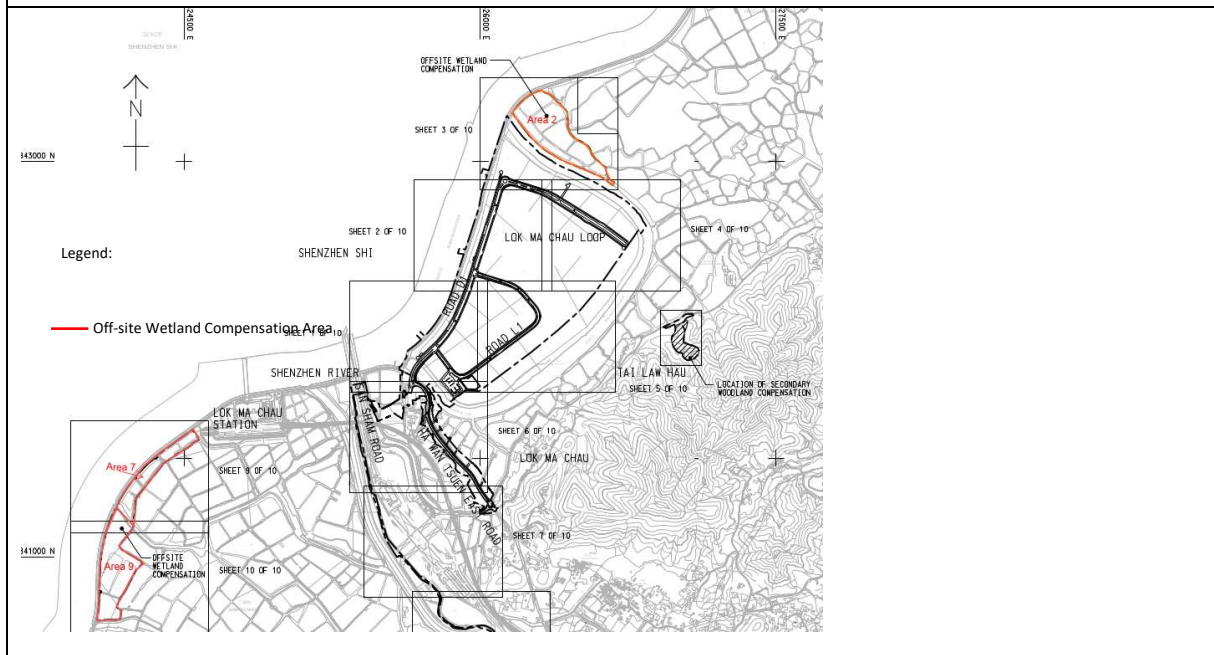 24500 E
26000 E
27500 E
SHENZHEN SHI
OFFSITE WETLAND
COMPENSATION
Area 2
SHEET 3 OF 10
N
843000 N
SHEET 2 OF 10
SHENZHEN SHI
LOK MA CHAU LOOP
SHEET 4 OF 10
Legend:
Off-site Wetland Compensation Area
SHEET 1 OF 10
ROAD D1
ROAD L1
SHENZHEN RIVER
TAI LAW HAU
SHEET 5 OF 10
LOCATION OF SECONDARY
WOODLAND COMPENSATION
LOK MA CHAU
STATION
SHAM ROAD
HA WAN TSUEN EAST ROAD
SHEET 6 OF 10
LOK MA CHAU
Area 7
SHEET 9 OF 10
SHEET 7 OF 10
841000 N
OFFSITE
WETLAND
COMPENSATION
Area 9
SHEET 10 OF 10